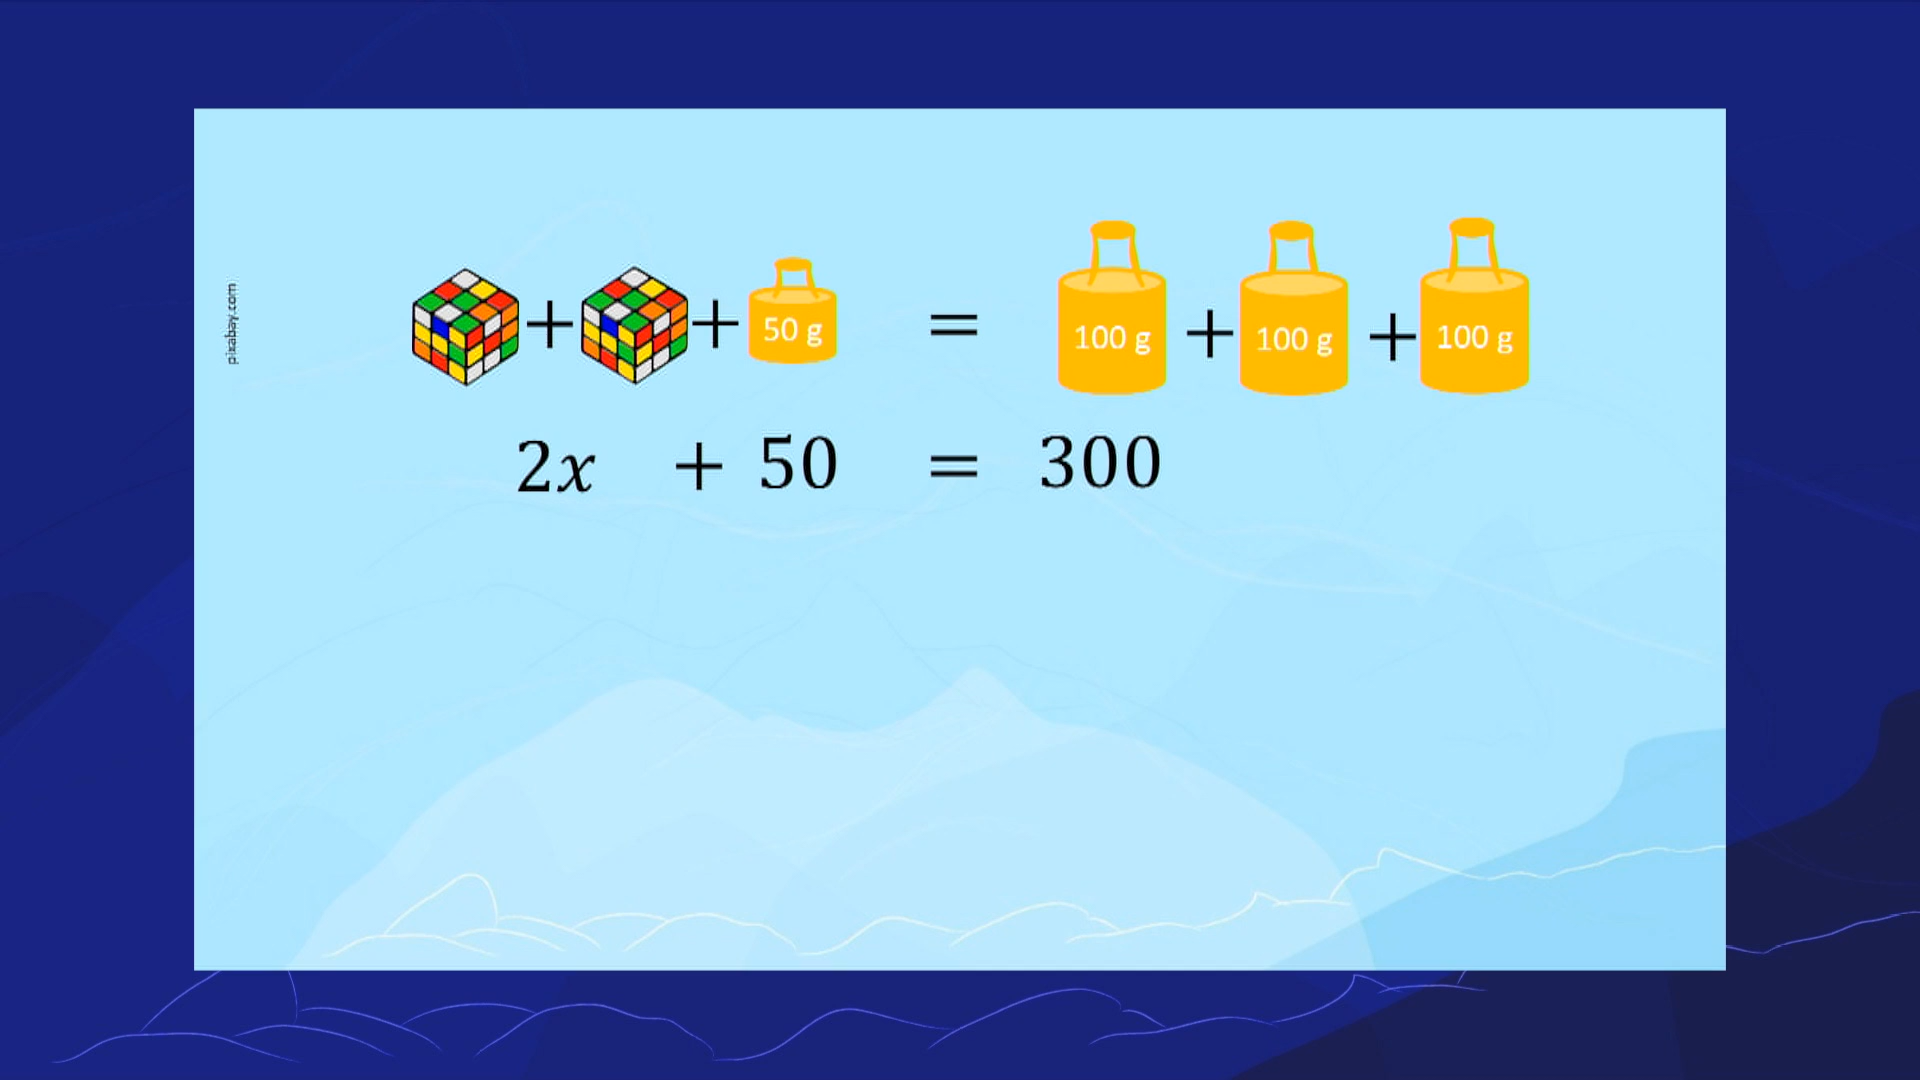 pixabay.com
+ + 50 g = 100 g + 100 g + 100 g
2x + 50 = 300